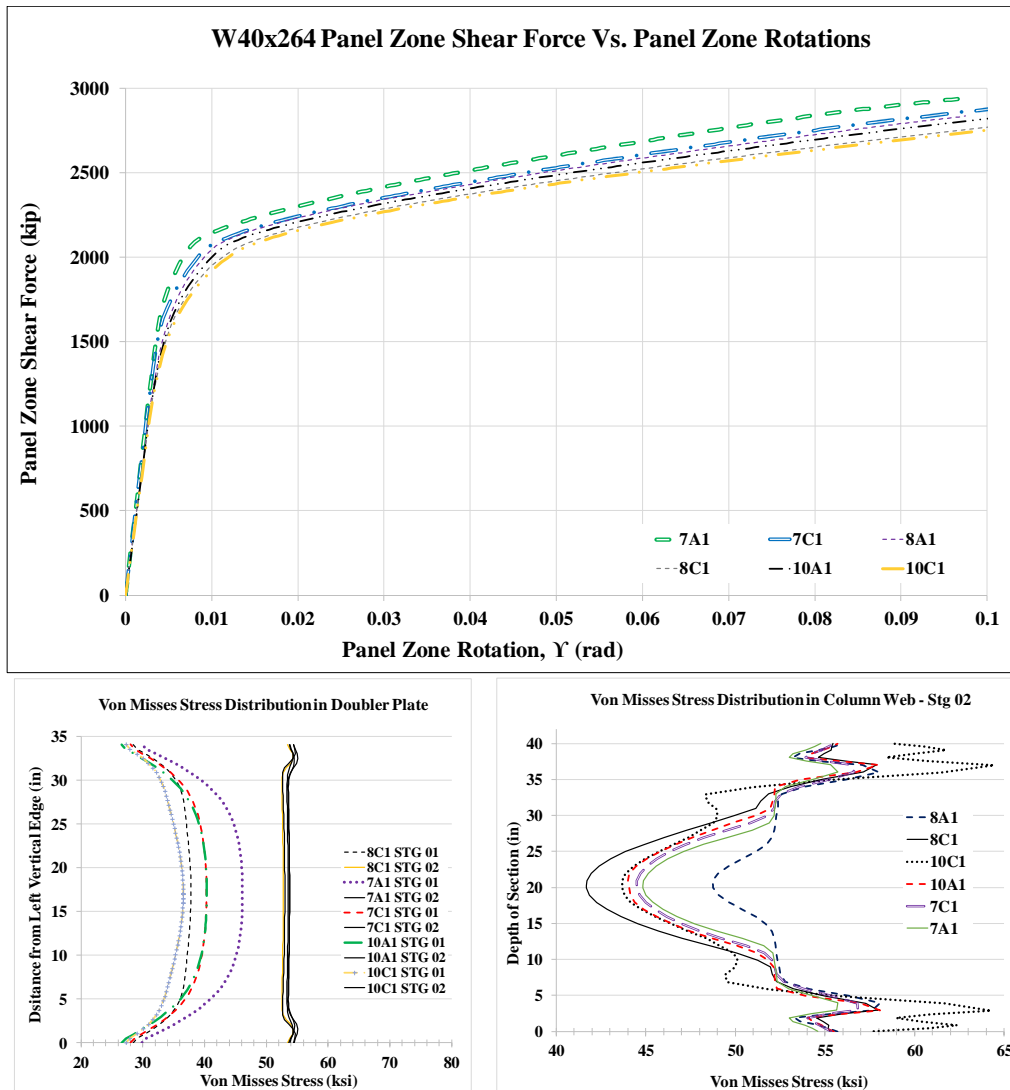 W40x264 Panel Zone Shear Force Vs. Panel Zone Rotations
Panel Zone Shear Force (kip)
3000
2500
2000
1500
1000
500
0
0 0.01 0.02 0.03 0.04 0.05 0.06 0.07 0.08 0.09 0.1
7A1 7C1 8A1
8C1 10A1 10C1
Panel Zone Rotation, ϒ (rad)
Von Misses Stress Distribution in Doubler Plate
Dsitance from Left Vertical Edge (in)
35
30
25
20
15
10
5
0
20 30 40 50 60 70 80
8C1 STG 01
8C1 STG 02
7A1 STG 01
7A1 STG 02
7C1 STG 01
7C1 STG 02
10A1 STG 01
10A1 STG 02
10C1 STG 01
10C1 STG 02
Von Misses Stress (ksi)
Von Misses Stress Distribution in Column Web - Stg 02
Depth of Section (in)
40
35
30
25
20
15
10
5
0
40 45 50 55 60 65
8A1
8C1
10C1
10A1
7C1
7A1
Von Misses Stress (ksi)